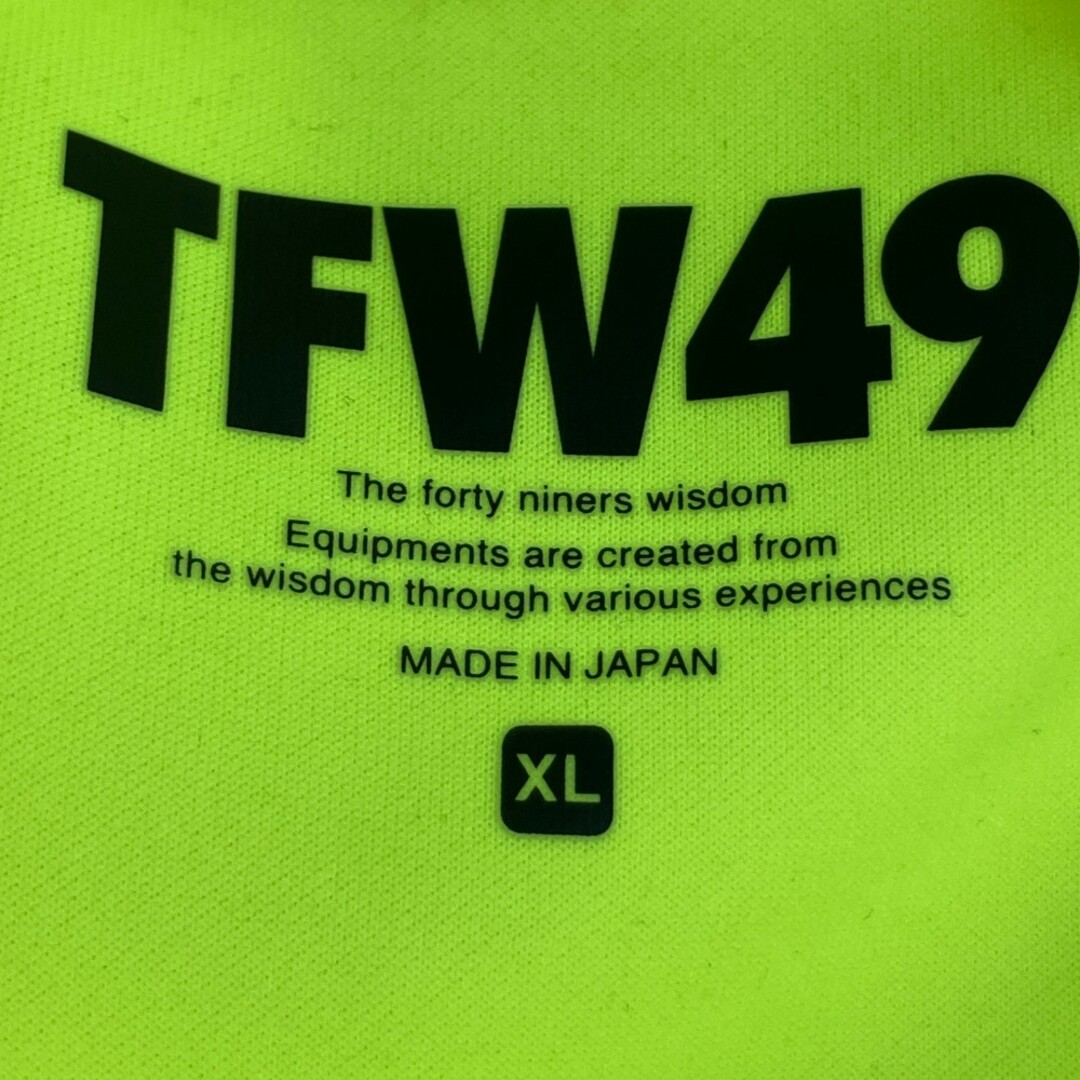 TFW49
The forty niners wisdom
Equipments are created from
the wisdom through various experiences
MADE IN JAPAN
XL